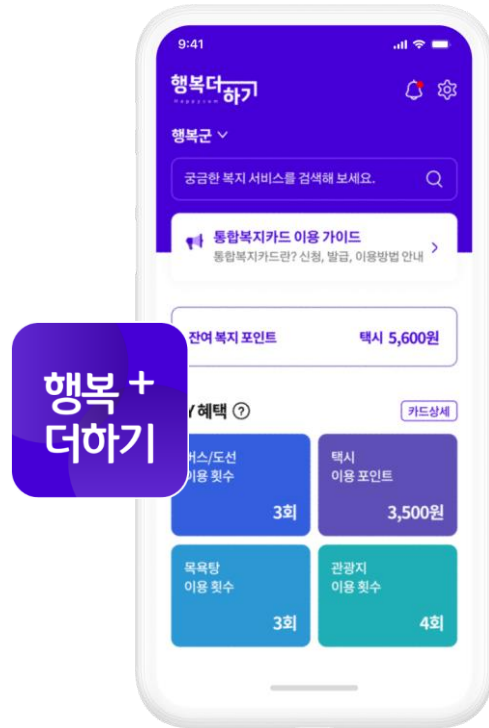 9:41
행복더하기
행복군
궁금한 복지 서비스를 검색해 보세요.
통합복지카드 이용 가이드
통합복지카드란? 신청, 발급, 이용방법 안내
잔여 복지 포인트 택시 5,600원
행복+
더하기
Y 혜택 ?
카드상세
버스/도선
이용 횟수
3회
택시
이용 포인트
3,500원
목욕탕
이용 횟수
3회
관광지
이용 횟수
4회